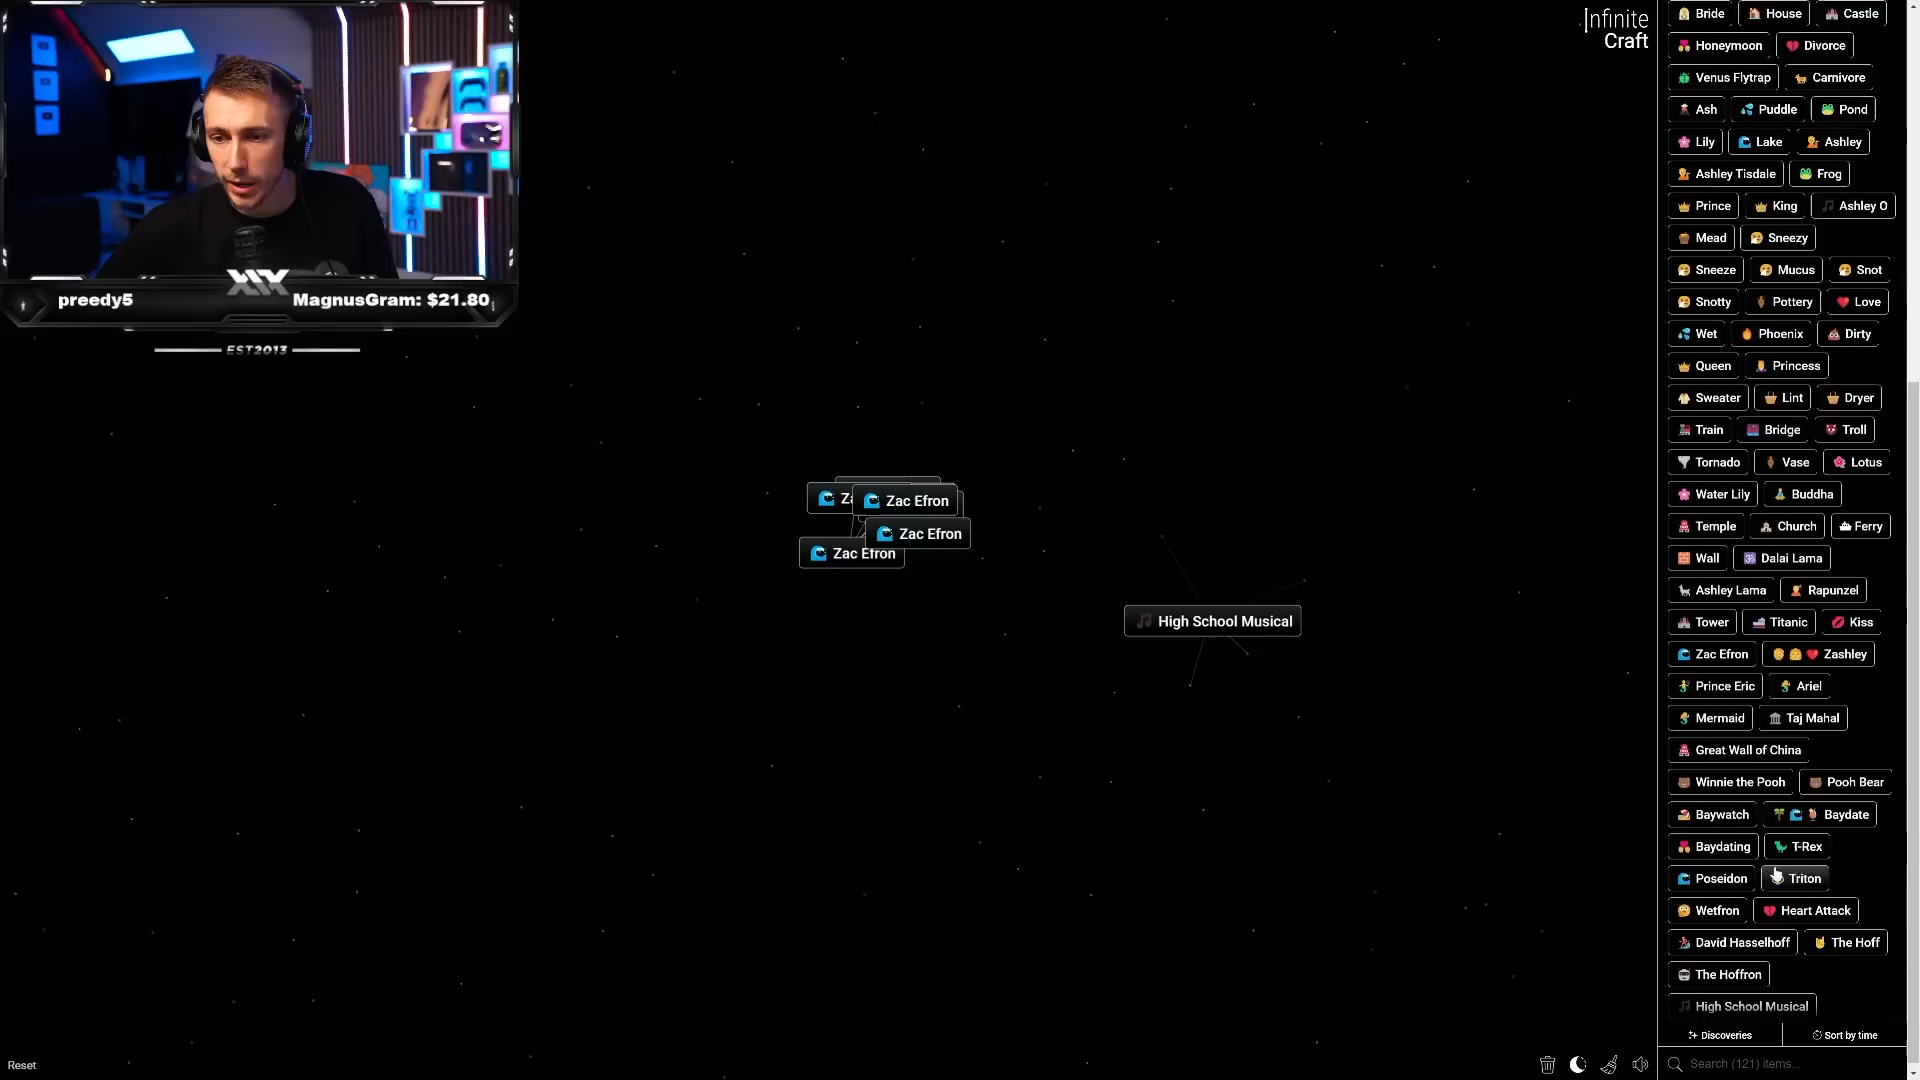 Infinite
Craft
XIX
preedy5
MagnusGram: $21.80
EST2013
Za
Zac Efron
Zac Efron
Zac Efron
High School Musical
Bride House Castle
Honeymoon Divorce
Venus Flytrap Carnivore
Ash Puddle Pond
Lily Lake Ashley
Ashley Tisdale Frog
Prince King Ashley O
Mead Sneezy
Sneeze Mucus Snot
Snotty Pottery Love
Wet Phoenix Dirty
Queen Princess
Sweater Lint Dryer
Train Bridge Troll
Tornado Vase Lotus
Water Lily Buddha
Temple Church Ferry
Wall Dalai Lama
Ashley Lama Rapunzel
Tower Titanic Kiss
Zac Efron Zashley
Prince Eric Ariel
Mermaid Taj Mahal
Great Wall of China
Winnie the Pooh Pooh Bear
Baywatch Baydate
Baydating T-Rex
Poseidon Triton
Wetfron Heart Attack
David Hasselhoff The Hoff
The Hoffron
High School Musical
Discoveries Sort by time
Search (121) items...
Reset